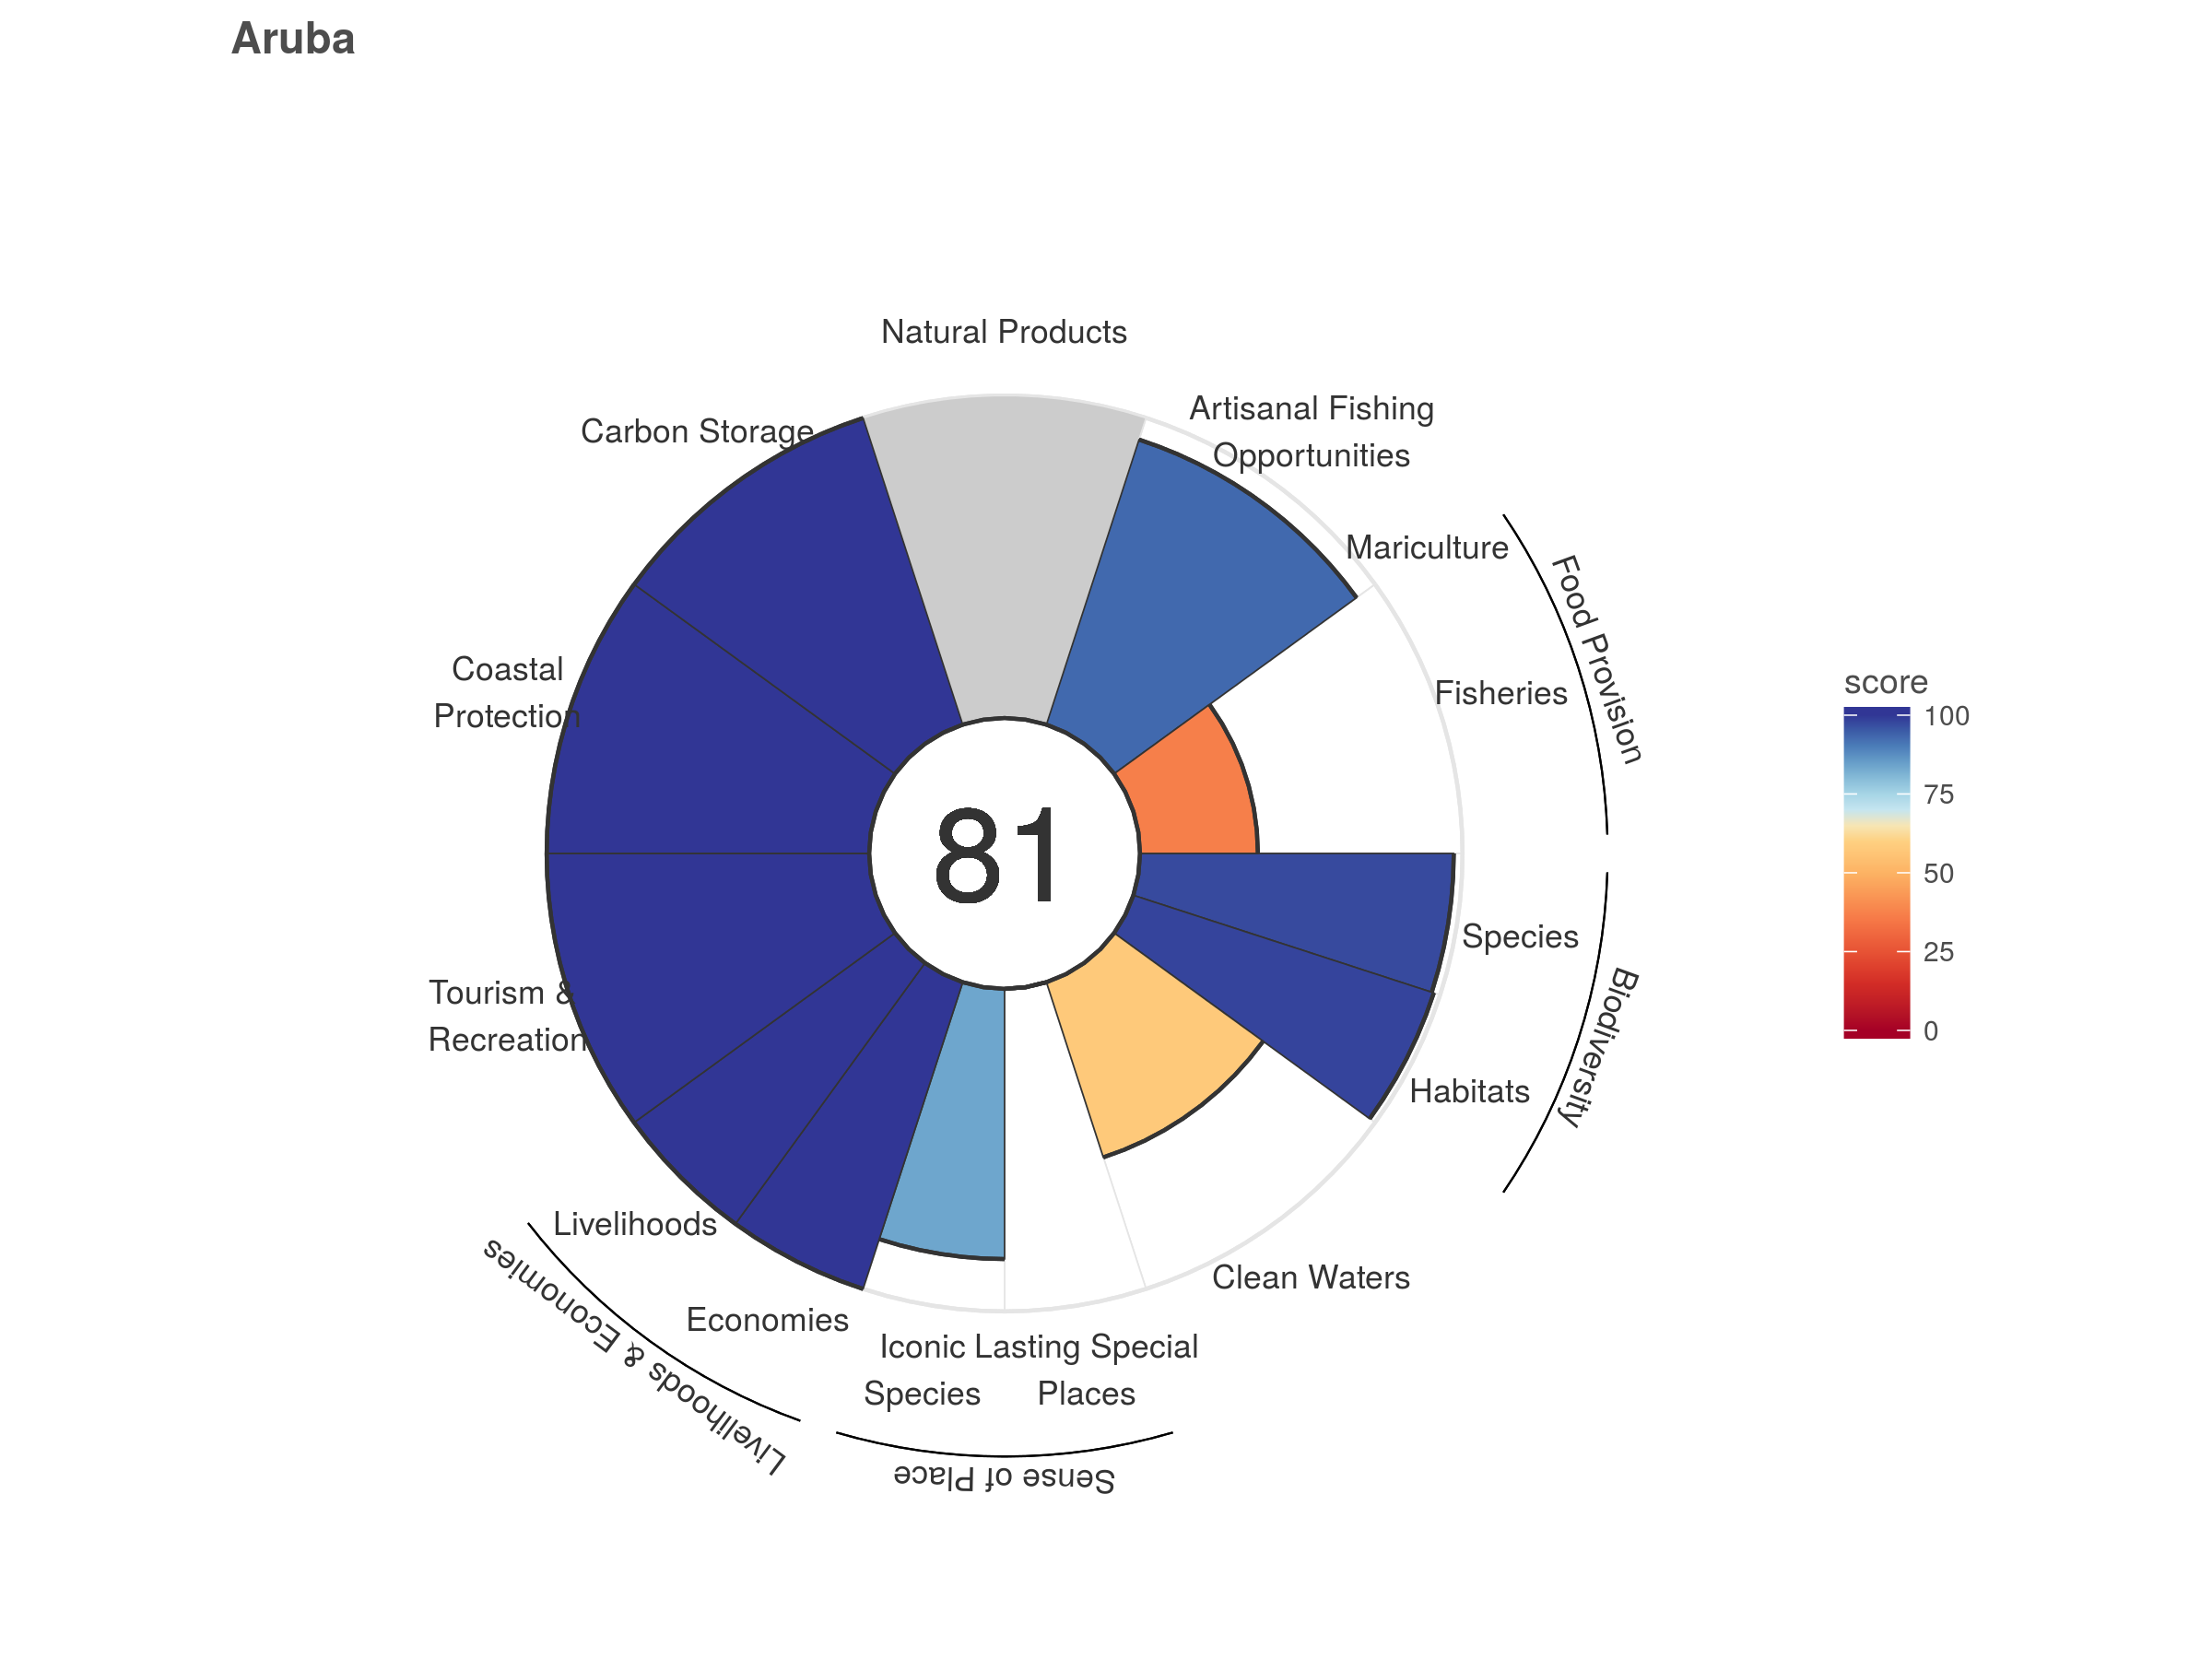 Aruba
Natural Products
Artisanal Fishing
Opportunities
Carbon Storage
Mariculture
Food Provision
Fisheries
Coastal
Protection
81
Species
Biodiversity
Habitats
Tourism &
Recreation
Livelihoods
Clean Waters
Economies
Livelihoods & Economies
Iconic
Species
Lasting Special
Places
Sense of Place
score
100
75
50
25
0